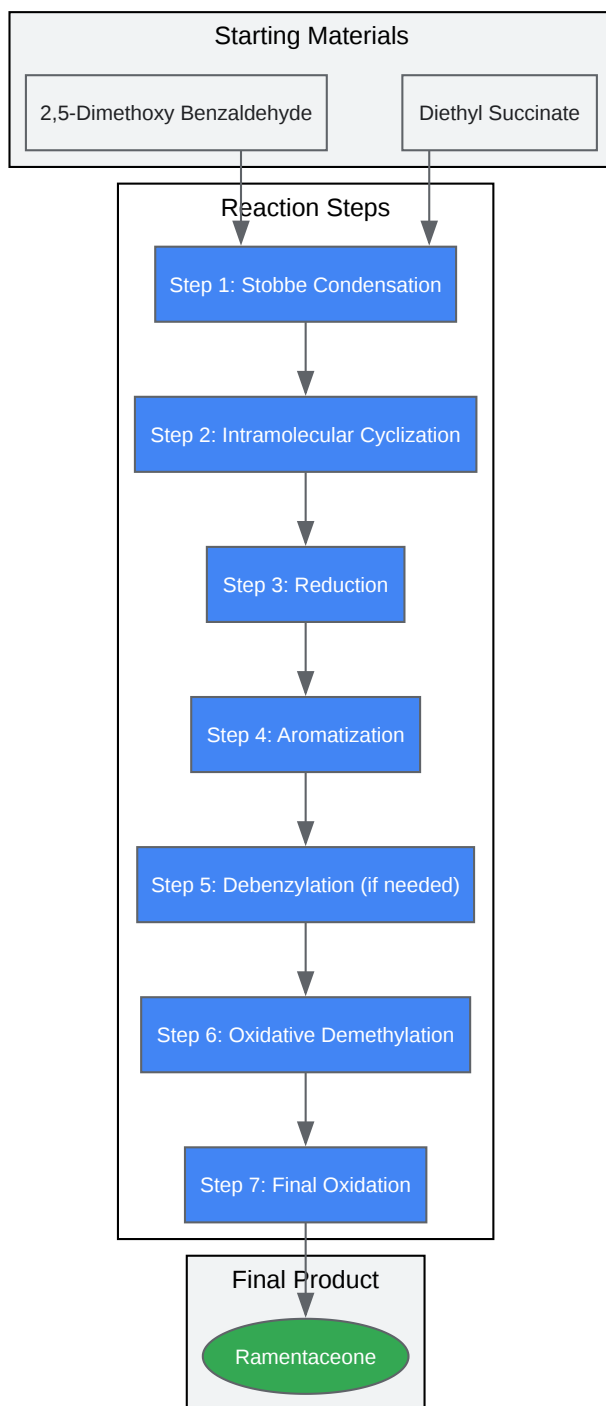 Starting Materials
2,5-Dimethoxy Benzaldehyde
Diethyl Succinate
Reaction Steps
Step 1: Stobbe Condensation
Step 2: Intramolecular Cyclization
Step 3: Reduction
Step 4: Aromatization
Step 5: Debenzylation (if needed)
Step 6: Oxidative Demethylation
Step 7: Final Oxidation
Final Product
Ramentaceone